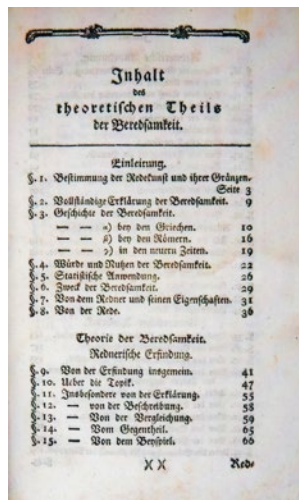 Inhalt
des
theoretischen Theils
der Beredsamkeit.
Einleitung.
§. 1. Bestimmung der Redekunst und ihrer Gränzen.
Seite 3
§. 2. Vollständige Erklärung der Beredsamkeit. 9
§. 3. Geschichte der Beredsamkeit.
— — α) bey den Griechen. 10
— — β) bey den Römern. 16
— — γ) in den neuern Zeiten. 19
§. 4. Würde und Nutzen der Beredsamkeit. 22
§. 5. Statistische Anwendung. 26
§. 6. Zweck der Beredsamkeit. 29
§. 7. Von dem Redner und seinen Eigenschaften. 31
§. 8. Von der Rede. 36
Theorie der Beredsamkeit.
Rednerische Erfindung.
§. 9. Von der Erfindung insgemein. 41
§. 10. Ueber die Topik. 47
§. 11. Insbesondere von der Erklärung. 55
§. 12. — von der Beschreibung. 58
§. 13. — Von der Vergleichung. 59
§. 14. — Vom Gegentheil. 65
§. 15. — Von dem Beyspiel. 66
XX Red-